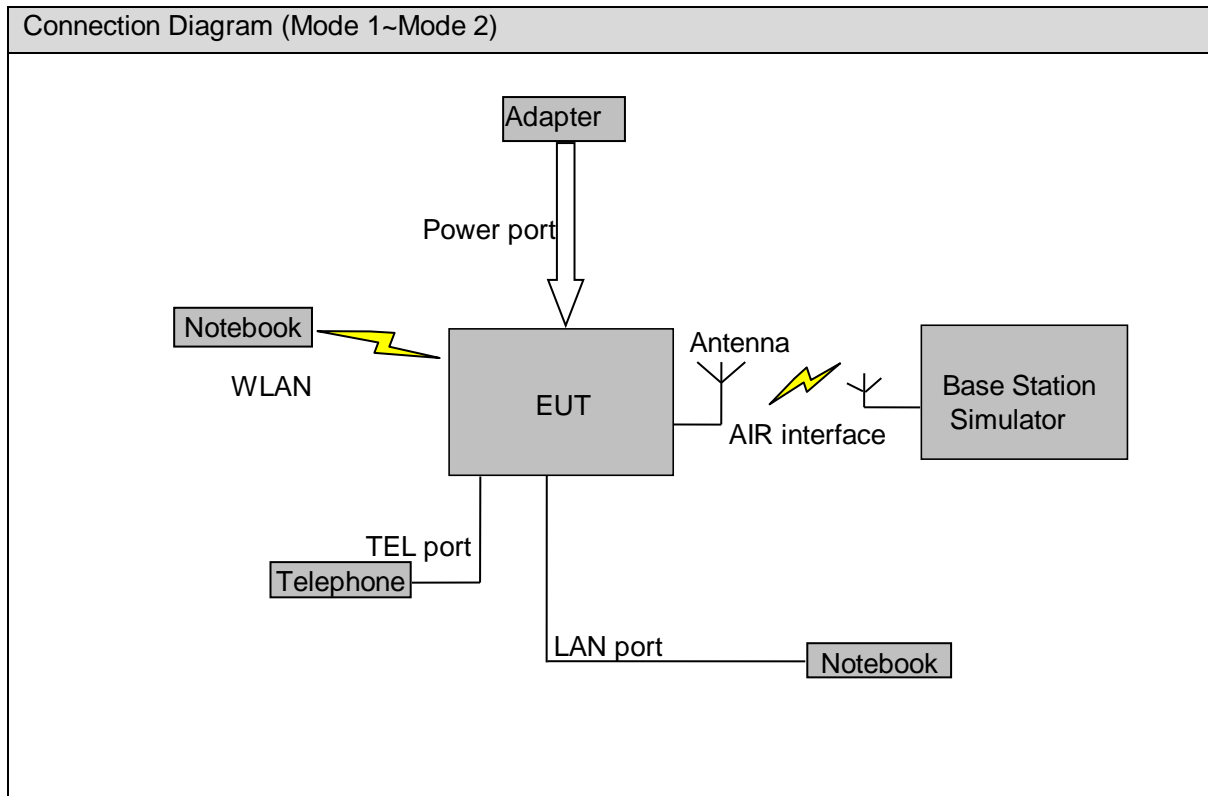 Connection Diagram (Mode 1~Mode 2)
Adapter
Power port
Notebook
WLAN
EUT
Antenna
AIR interface
Base Station
Simulator
TEL port
Telephone
LAN port
Notebook